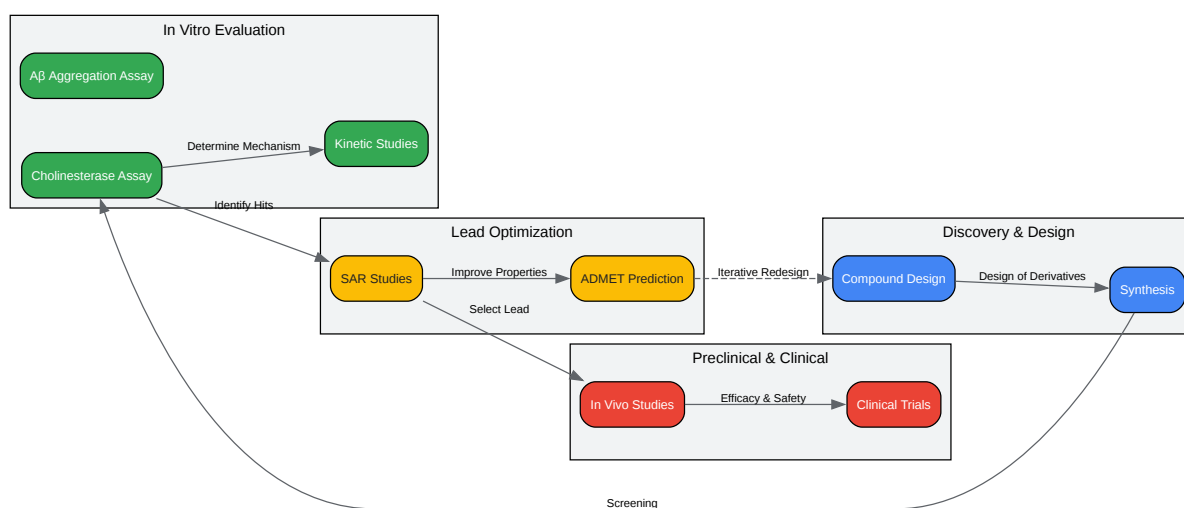 In Vitro Evaluation
Aβ Aggregation Assay
Determine Mechanism
Kinetic Studies
Cholinesterase Assay
Identify Hits
Lead Optimization
SAR Studies
Improve Properties
ADMET Prediction
Iterative Redesign
Select Lead
Discovery & Design
Compound Design
Design of Derivatives
Synthesis
Preclinical & Clinical
In Vivo Studies
Efficacy & Safety
Clinical Trials
Screening